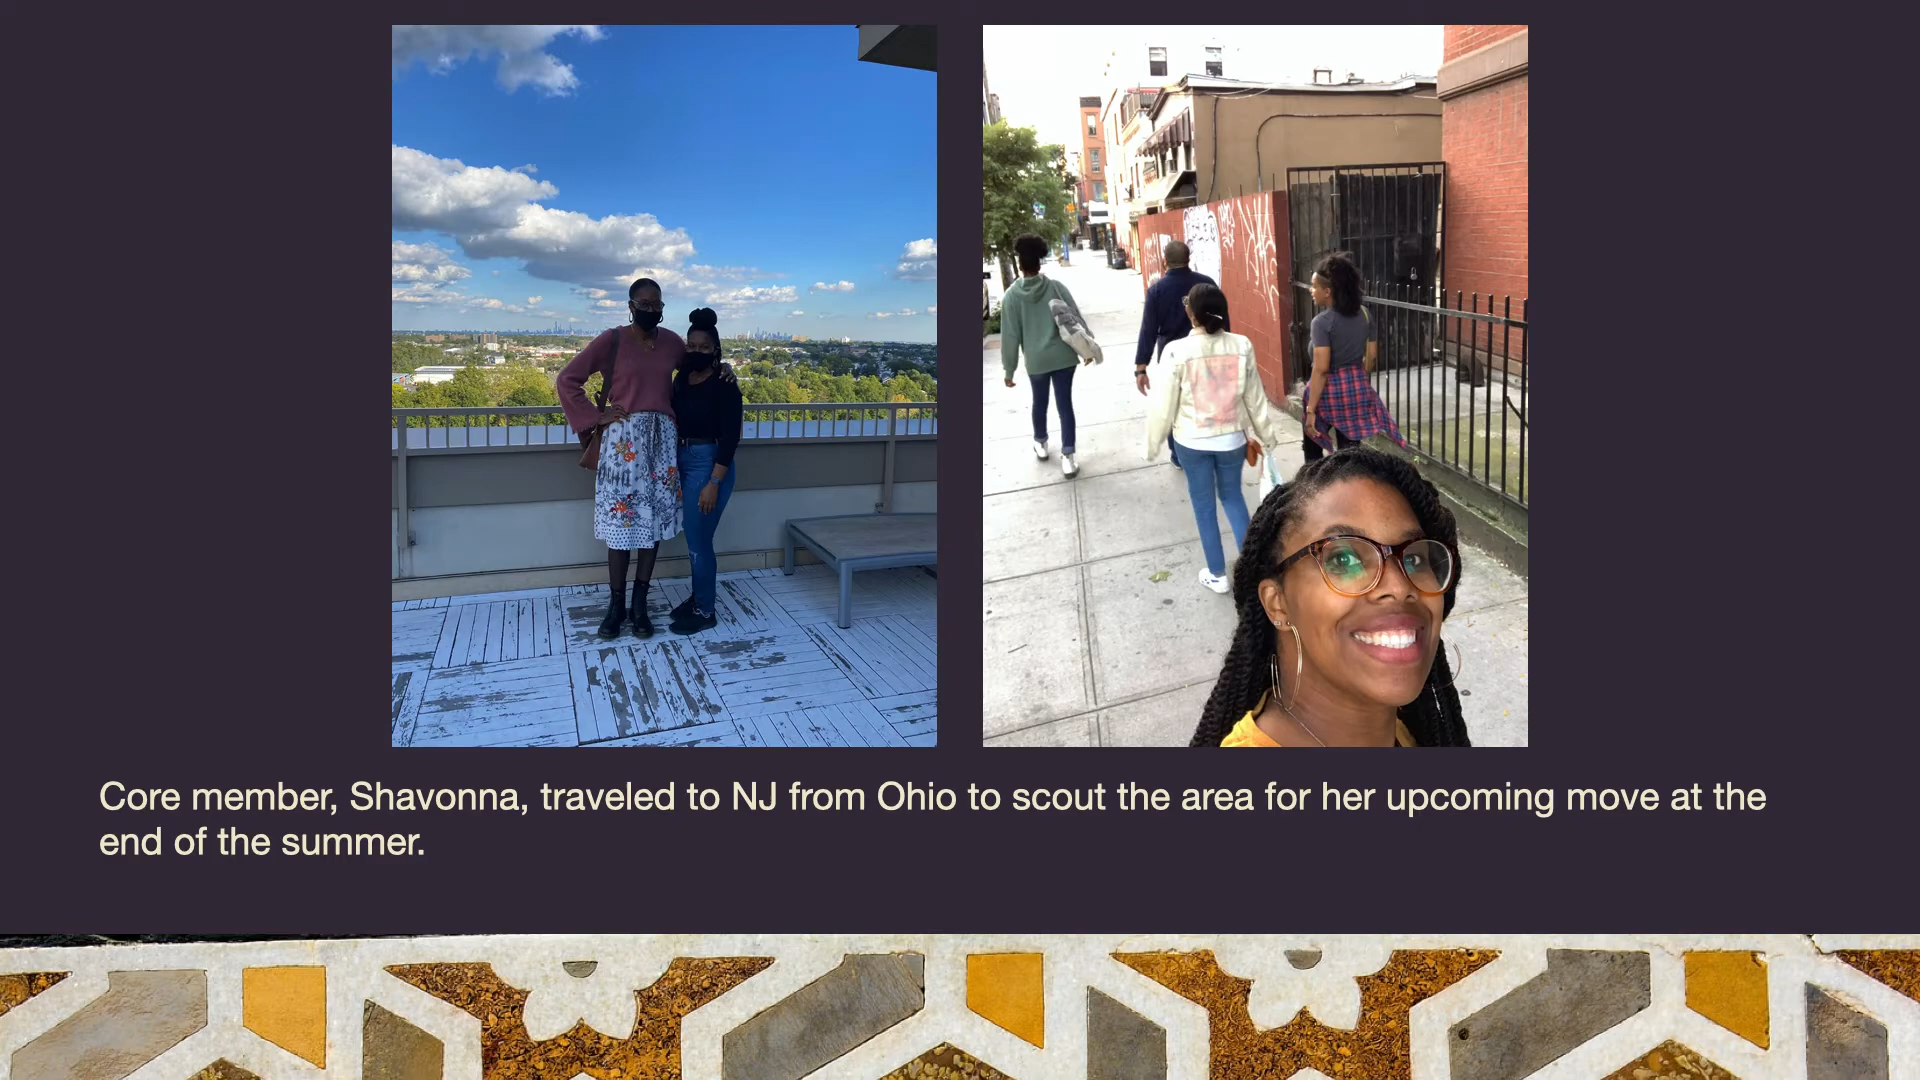 Core member, Shavonna, traveled to NJ from Ohio to scout the area for her upcoming move at the
end of the summer.